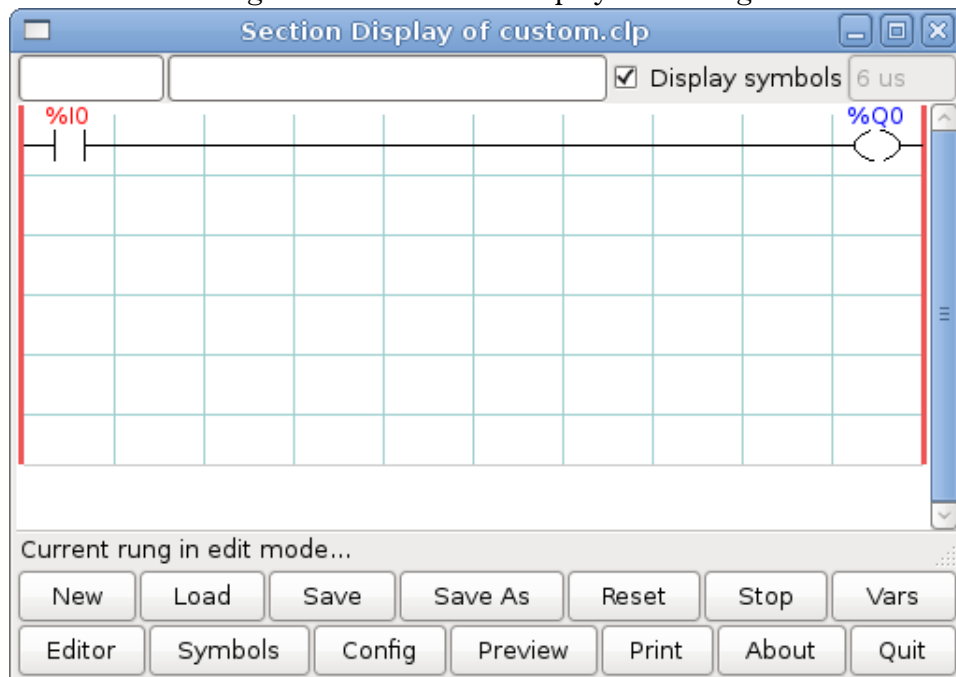 Section Display of custom.clp
Display symbols 6 us
%I0 %Q0
Current rung in edit mode...
New Load Save Save As Reset Stop Vars
Editor Symbols Config Preview Print About Quit